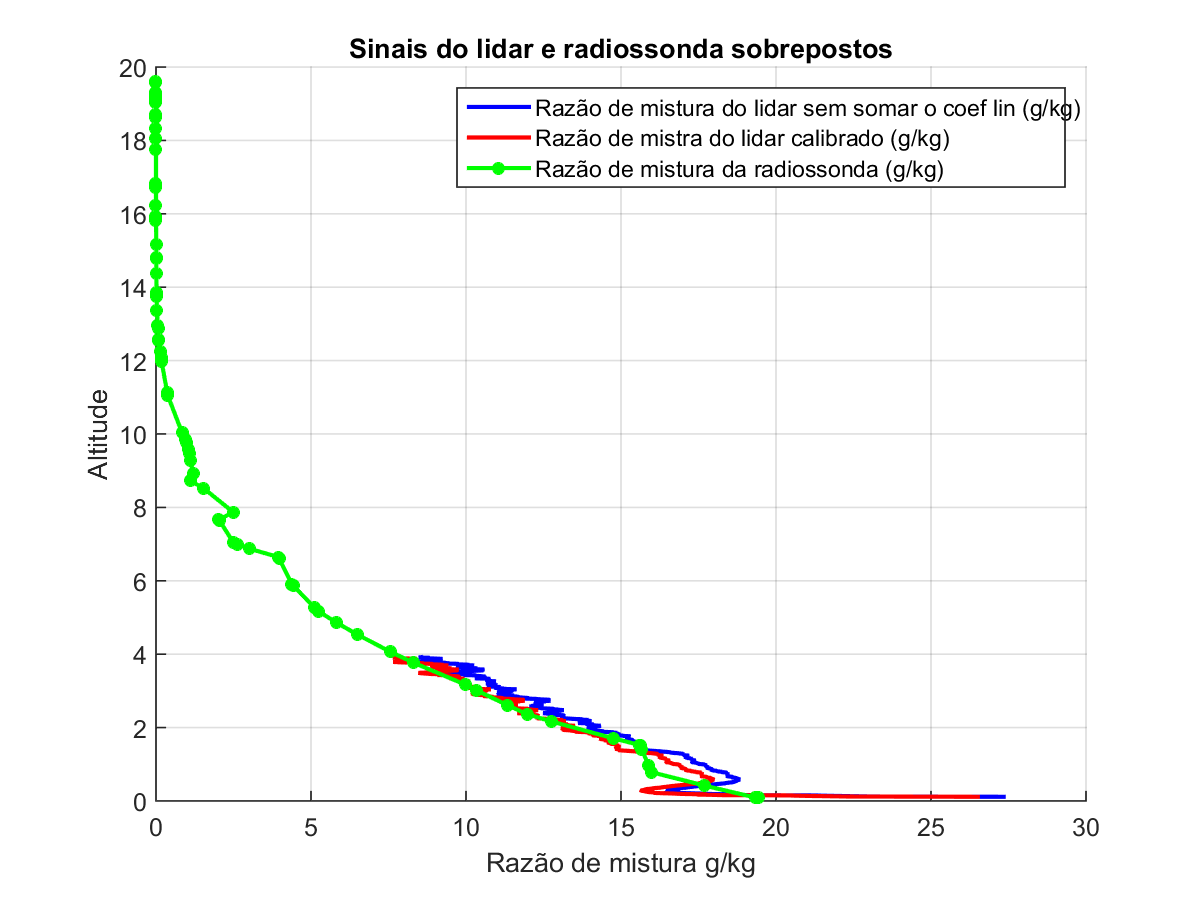 Sinais do lidar e radiossonda sobrepostos
Razão de mistura do lidar sem somar o coef lin (g/kg)
Razão de mistra do lidar calibrado (g/kg)
Razão de mistura da radiossonda (g/kg)
20
18
16
14
12
10
8
6
4
2
0
Altitude
0 5 10 15 20 25 30
Razão de mistura g/kg